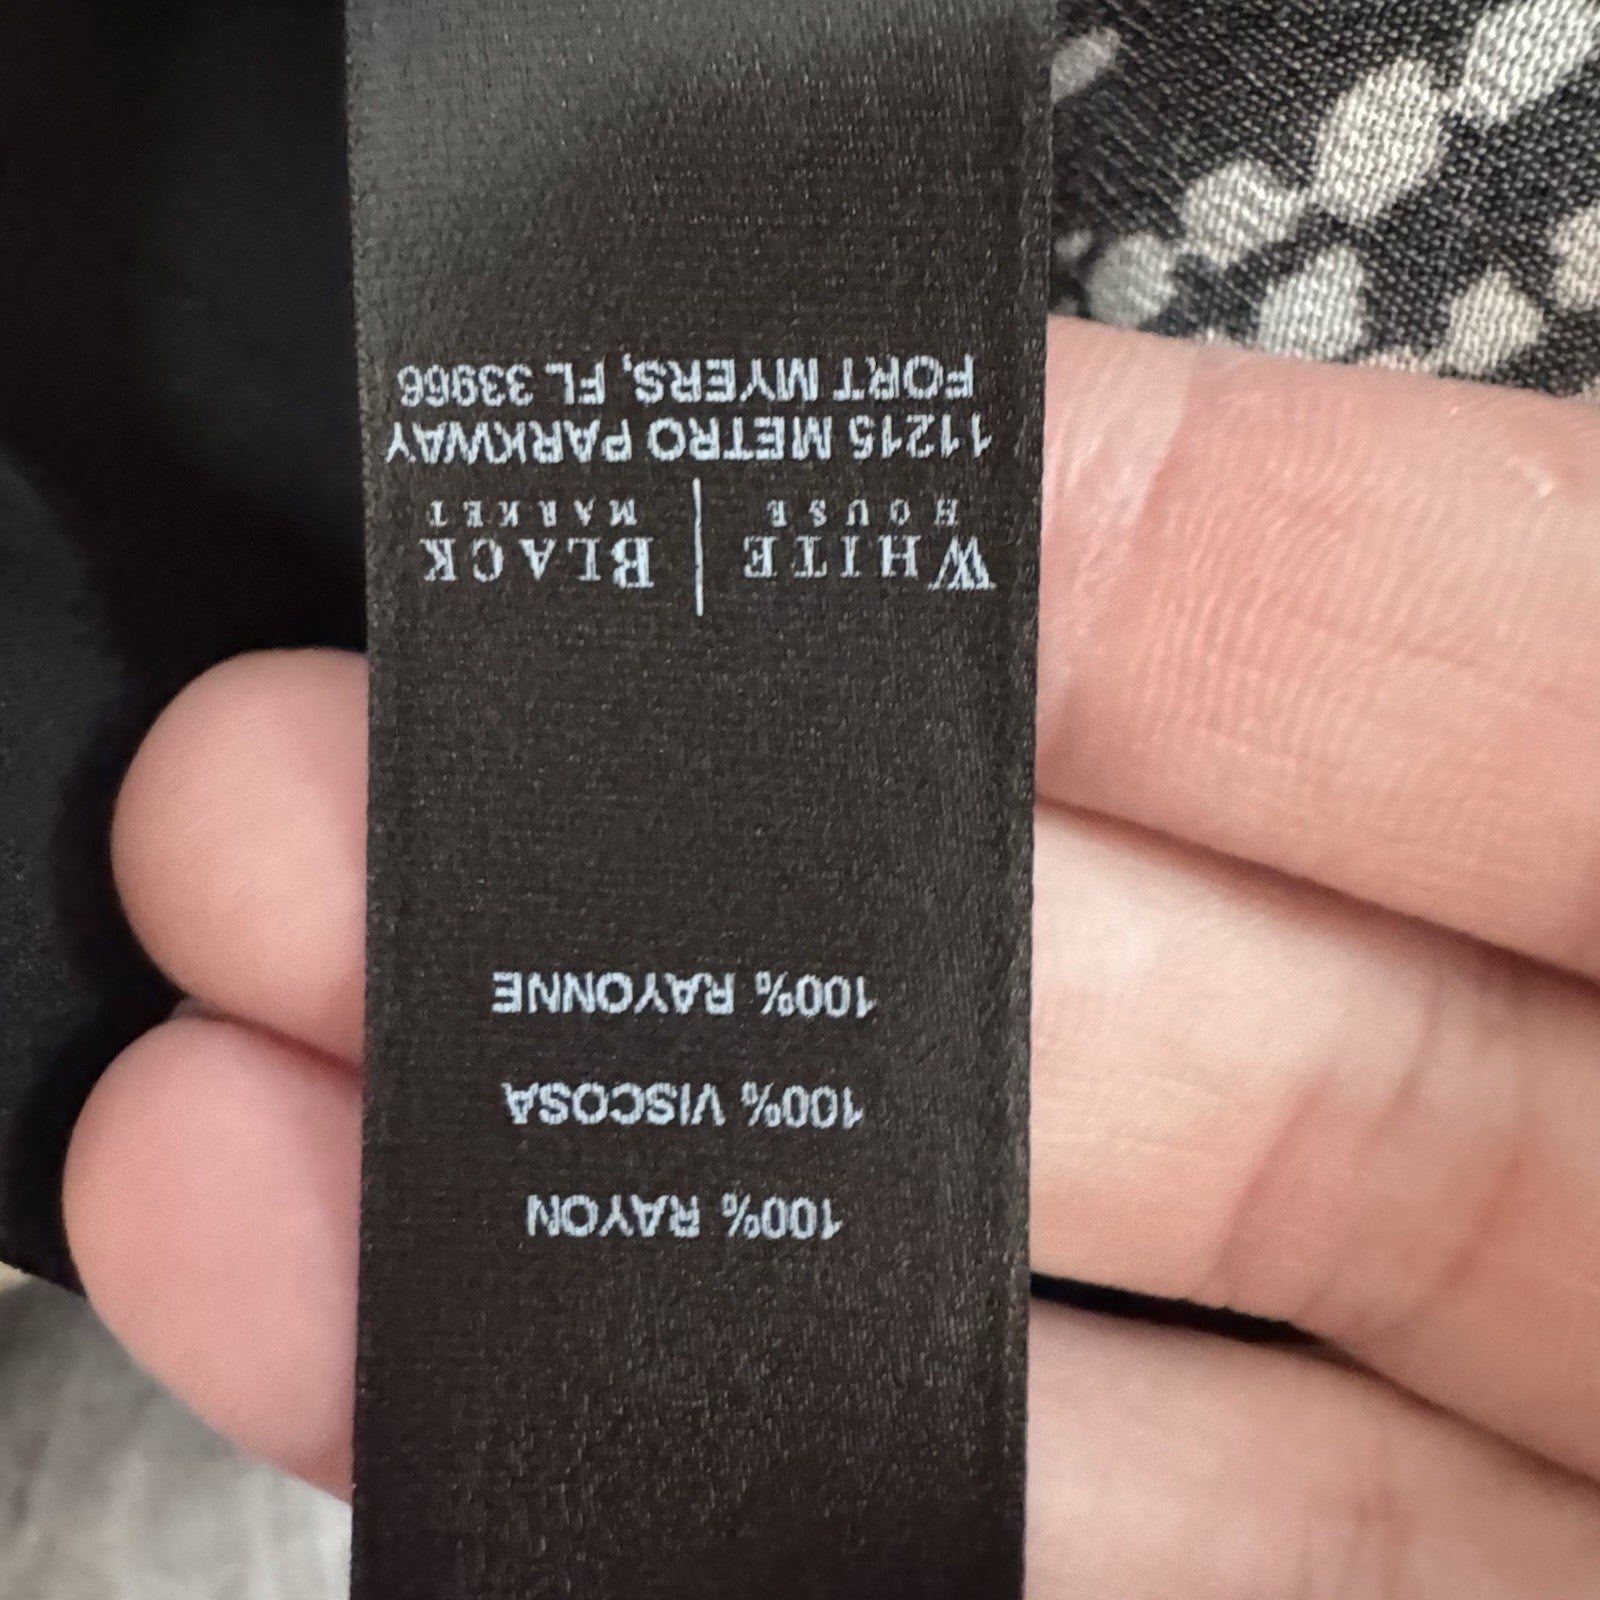 100% RAYON
100% VISCOSA
100% RAYONNE
WHITE | BLACK
HOUSE | MARKET
11215 METRO PARKWAY
FORT MYERS, FL 33966